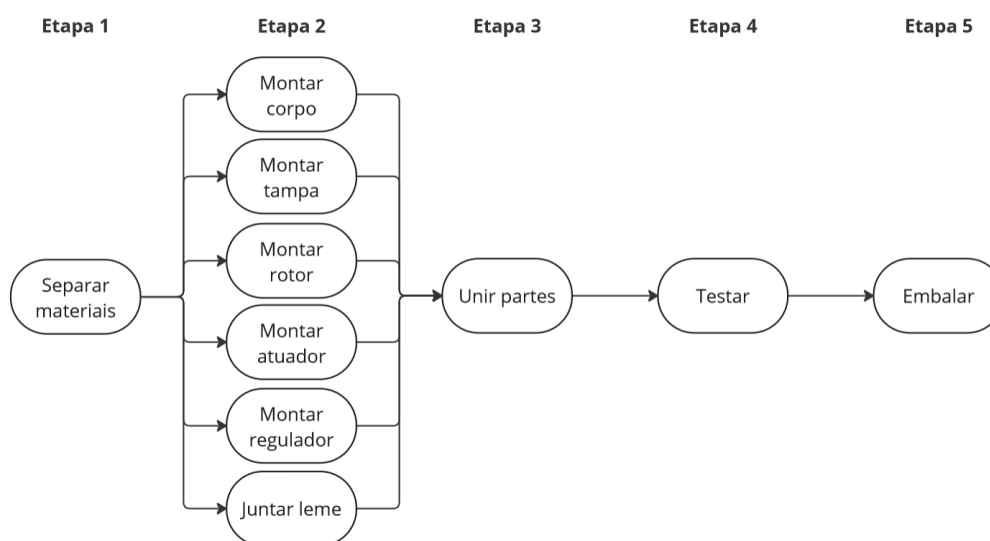 Etapa 1
Etapa 2
Etapa 3
Etapa 4
Etapa 5
Separar
materiais
Montar
corpo
Montar
tampa
Montar
rotor
Montar
atuador
Montar
regulador
Juntar leme
Unir partes
Testar
Embalar